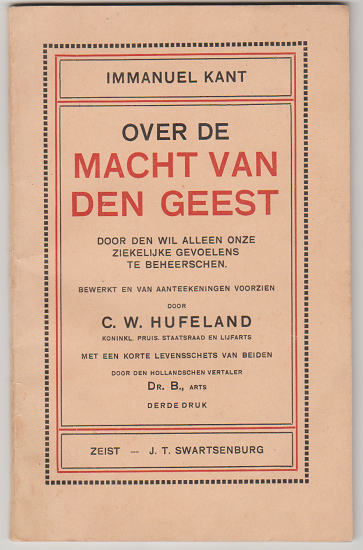 IMMANUEL KANT
OVER DE
MACHT VAN
DEN GEEST
DOOR DEN WIL ALLEEN ONZE
ZIEKELIJKE GEVOELENS
TE BEHEERSCHEN.
BEWERKT EN VAN AANTEEKENINGEN VOORZIEN
DOOR
C. W. HUFELAND
KONINKL. PRUIS. STAATSRAAD EN LIJFARTS
MET EEN KORTE LEVENSSCHETS VAN BEIDEN
DOOR DEN HOLLANDSCHEN VERTALER
DR. B., ARTS
DERDE DRUK
ZEIST — J. T. SWARTSENBURG